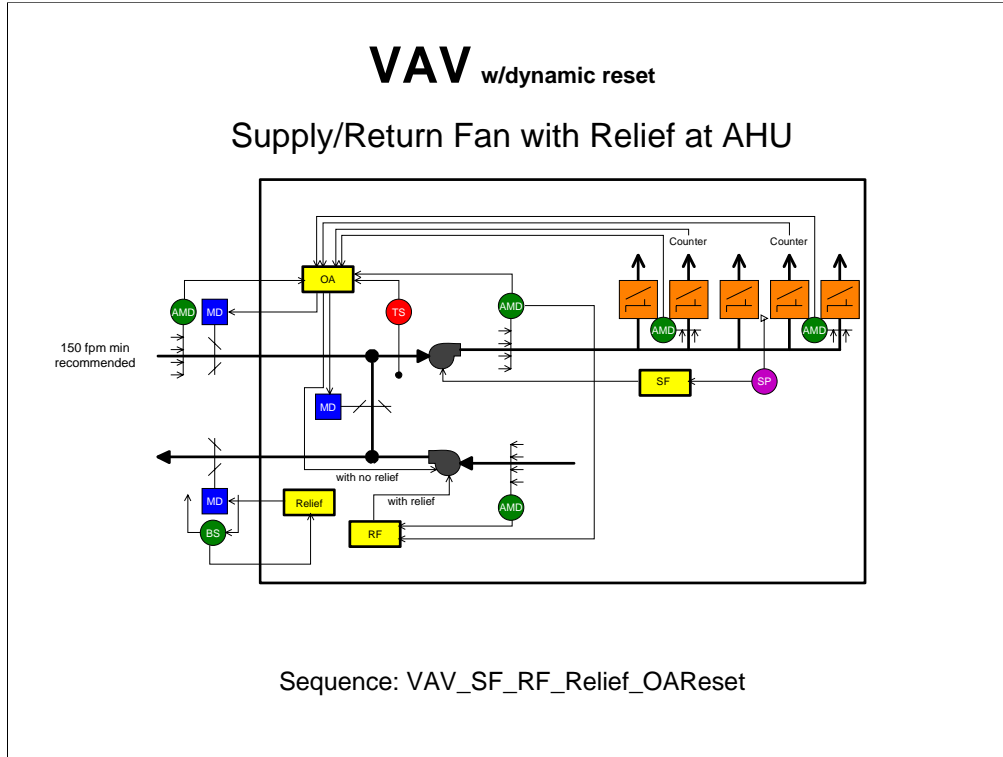 VAV w/dynamic reset
Supply/Return Fan with Relief at AHU
Counter
Counter
OA
AMD
MD
TS
AMD
AMD
AMD
150 fpm min
recommended
SF
SP
MD
with no relief
MD
Relief
with relief
AMD
BS
RF
Sequence: VAV_SF_RF_Relief_OAReset